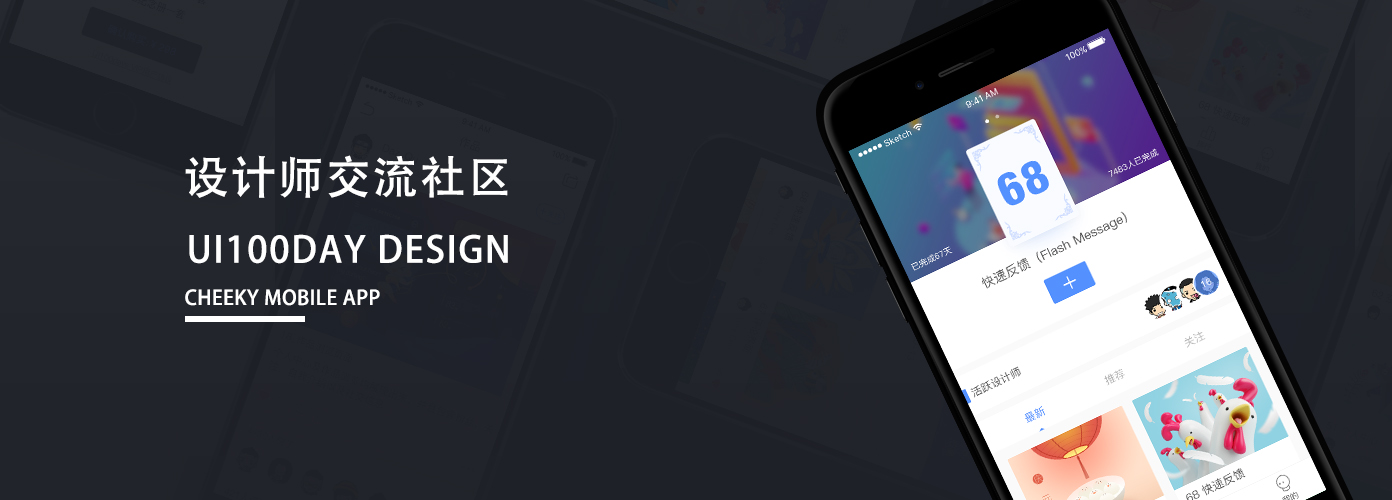 设计师交流社区
UI100DAY DESIGN
CHEEKY MOBILE APP
100%
9:41 AM
Sketch
68
7463人已完成
已完成67天
快速反馈（Flash Message）
+
16
活跃设计师
关注
推荐
最新
68 快速反馈
我的